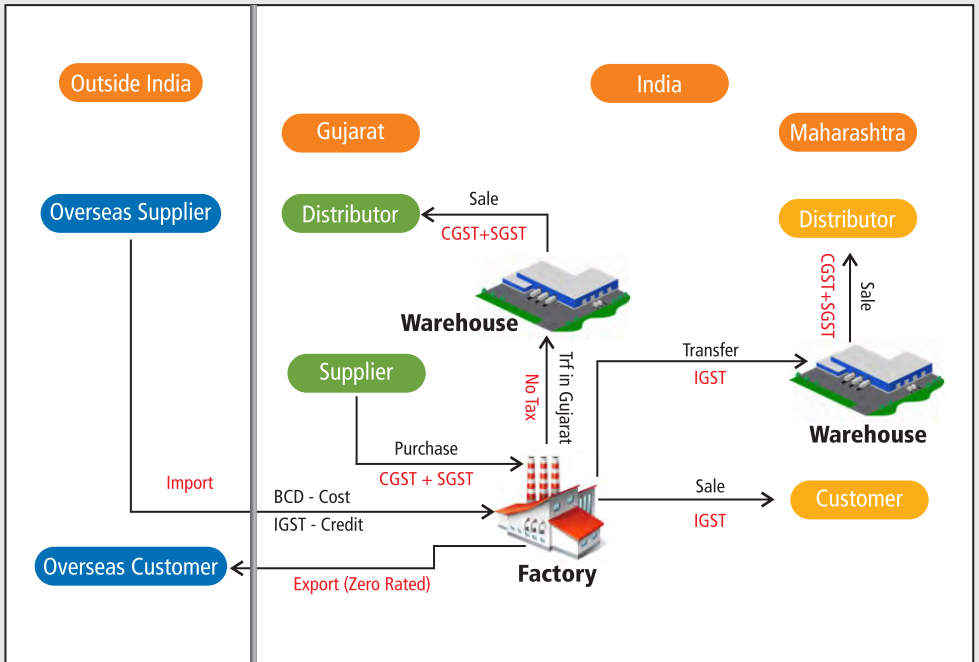 Outside India
India
Gujarat
Maharashtra
Overseas Supplier
Distributor
Sale
CGST+SGST
Distributor
CGST+SGST
Sale
Warehouse
Supplier
No Tax
Trf in Gujarat
Transfer
IGST
Warehouse
Purchase
CGST + SGST
Import
BCD - Cost
IGST - Credit
Sale
IGST
Customer
Overseas Customer
Export (Zero Rated)
Factory